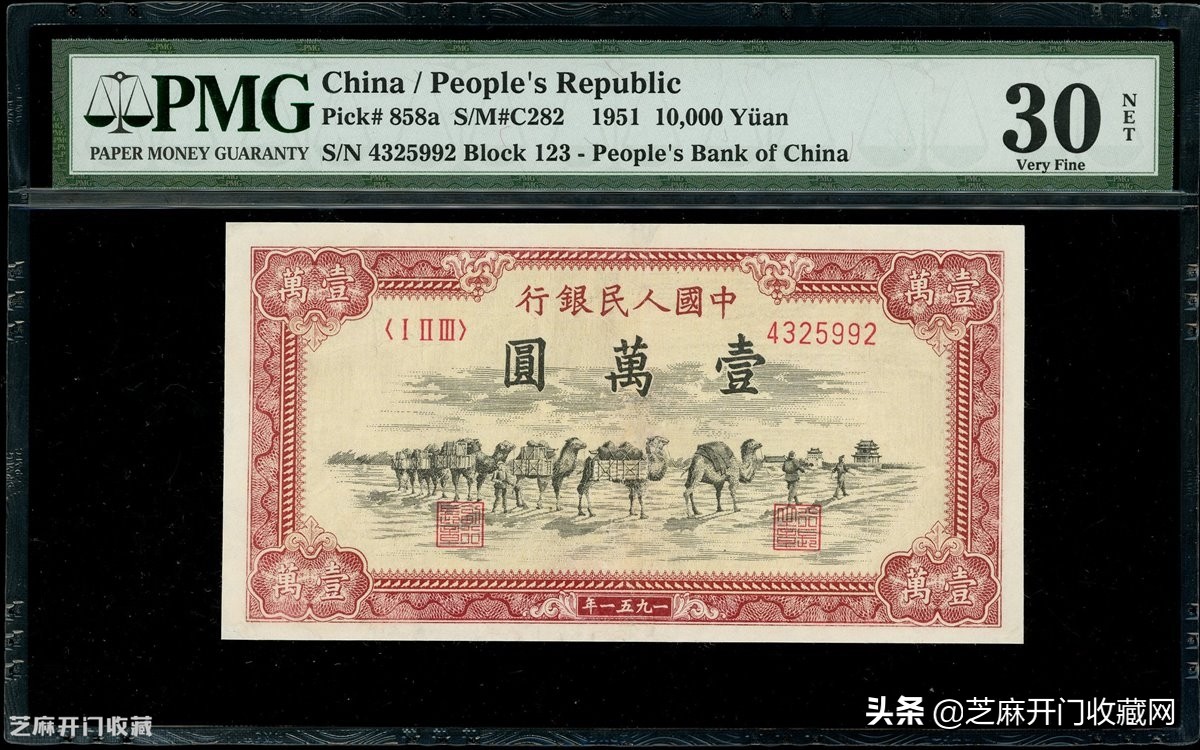 PMG
PAPER MONEY GUARANTY
China / People's Republic
Pick# 858a S/M#C282 1951 10,000 Yüan
S/N 4325992 Block 123 - People's Bank of China
30
NET
Very Fine
萬壹
萬壹
行銀民人國中
〈I II III〉
4325992
圓萬壹
萬壹
萬壹
年一五九一
芝麻开门收藏
头条 @芝麻开门收藏网